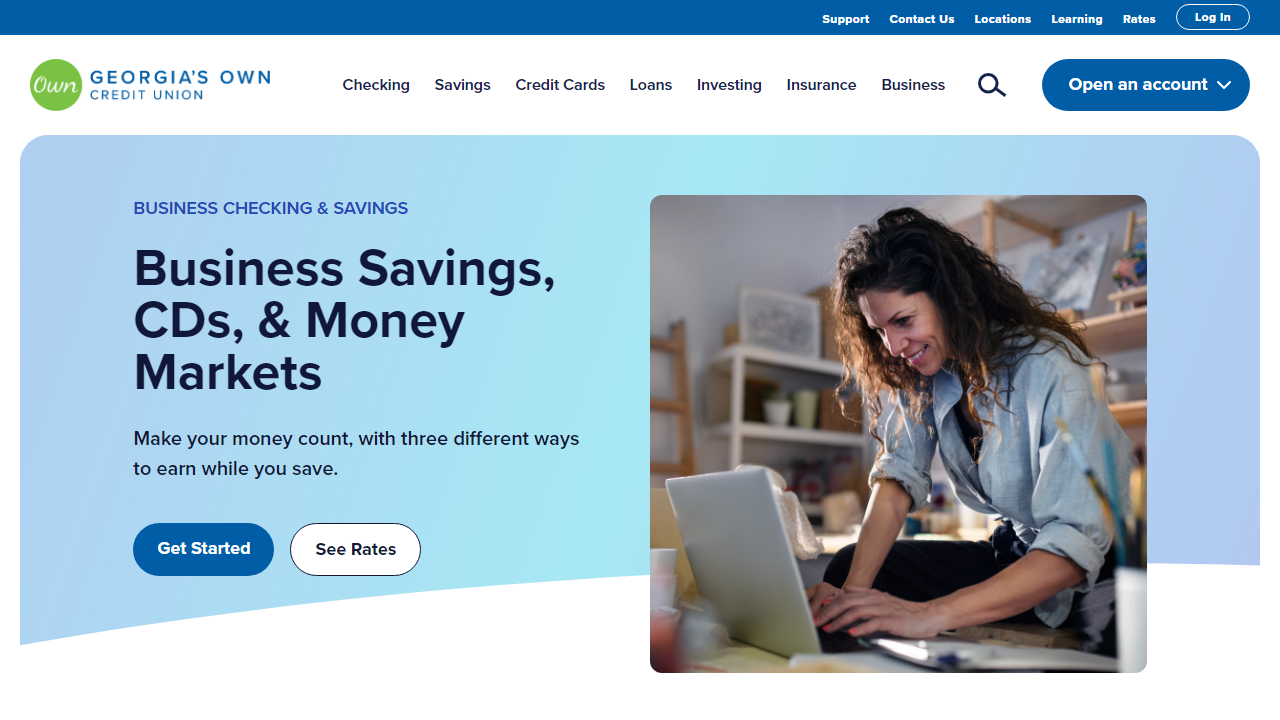 Support Contact Us Locations Learning Rates Log In
Own GEORGIA'S OWN
CREDIT UNION
Checking Savings Credit Cards Loans Investing Insurance Business Open an account
BUSINESS CHECKING & SAVINGS
Business Savings,
CDs, & Money
Markets
Make your money count, with three different ways
to earn while you save.
Get Started See Rates